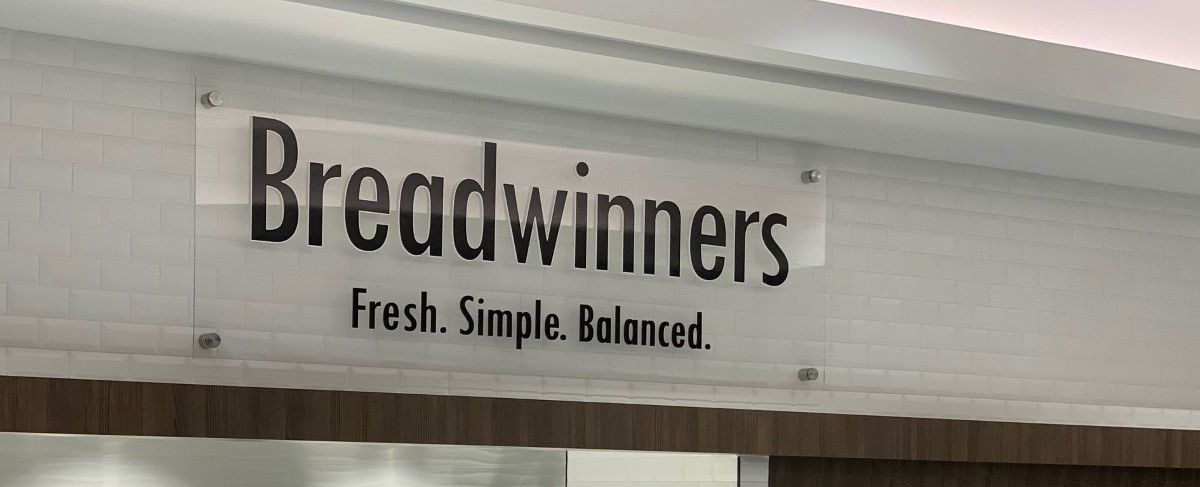 Breadwinners
Fresh. Simple. Balanced.